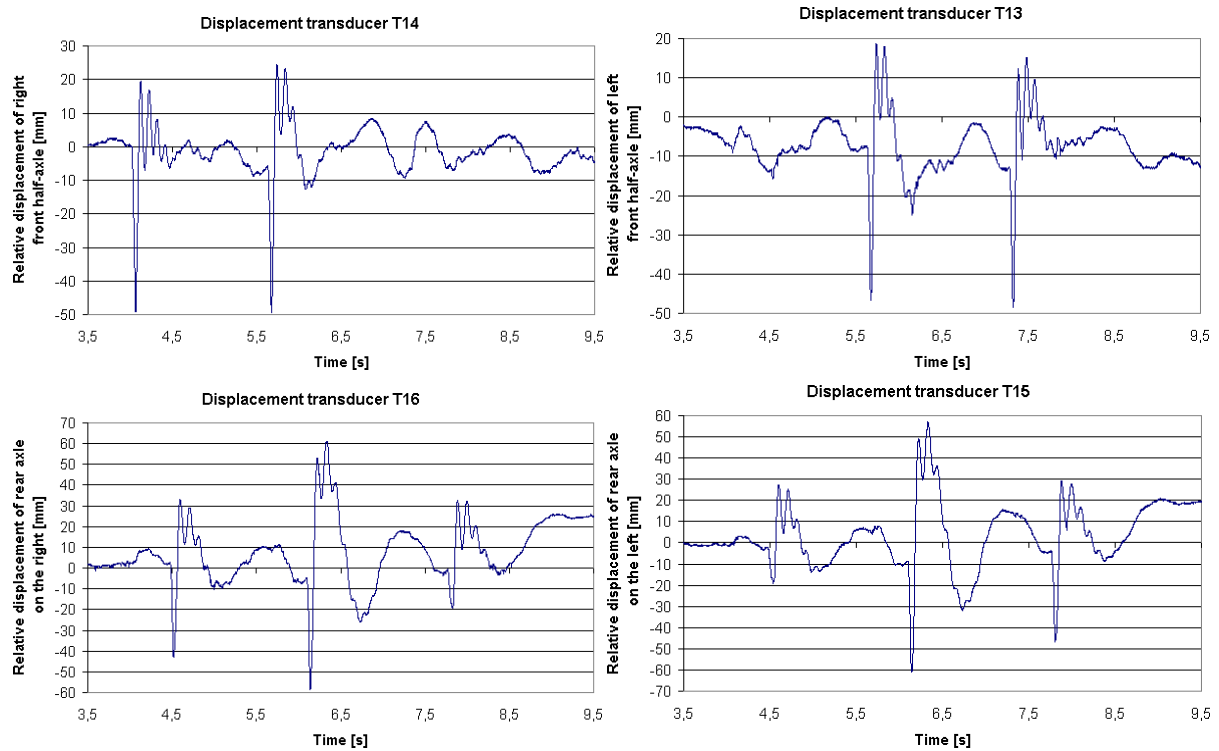 Displacement transducer T14
Relative displacement of right
front half-axle [mm]
30
20
10
0
-10
-20
-30
-40
-50
3,5 4,5 5,5 6,5 7,5 8,5 9,5
Time [s]
Displacement transducer T13
Relative displacement of left
front half-axle [mm]
20
10
0
-10
-20
-30
-40
-50
3,5 4,5 5,5 6,5 7,5 8,5 9,5
Time [s]
Displacement transducer T16
Relative displacement of rear axle
on the right [mm]
70
60
50
40
30
20
10
0
-10
-20
-30
-40
-50
-60
3,5 4,5 5,5 6,5 7,5 8,5 9,5
Time [s]
Displacement transducer T15
Relative displacement of rear axle
on the left [mm]
60
50
40
30
20
10
0
-10
-20
-30
-40
-50
-60
-70
3,5 4,5 5,5 6,5 7,5 8,5 9,5
Time [s]